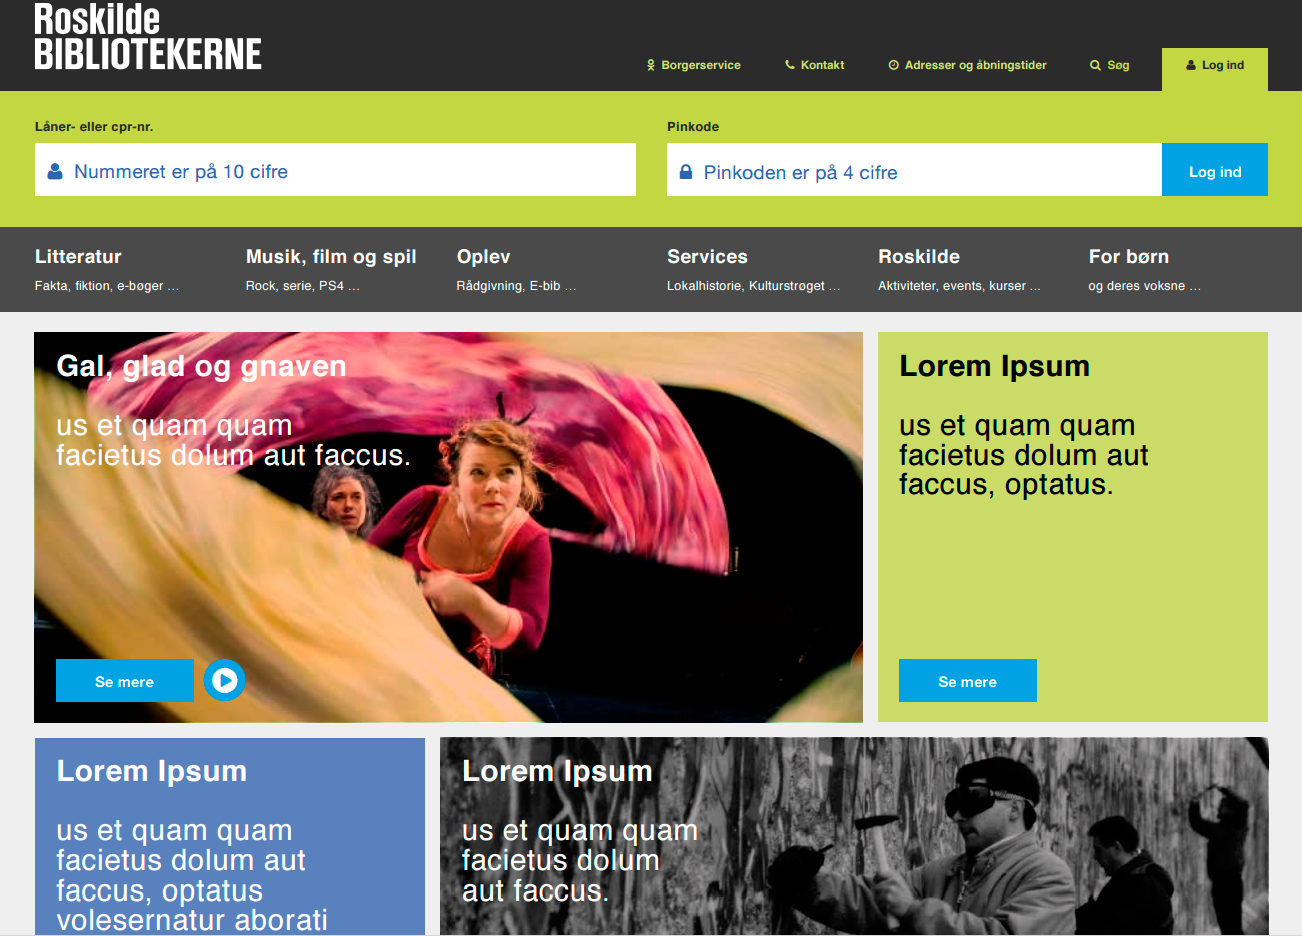 Roskilde
BIBLIOTEKERNE
Borgerservice
Kontakt
Adresser og åbningstider
Søg
Log ind
Låner- eller cpr-nr.
Pinkode
Nummeret er på 10 cifre
Pinkoden er på 4 cifre
Log ind
Litteratur
Fakta, fiktion, e-bøger ...
Musik, film og spil
Rock, serie, PS4 ...
Oplev
Rådgivning, E-bib ...
Services
Lokalhistorie, Kulturstrøget ...
Roskilde
Aktiviteter, events, kurser ...
For børn
og deres voksne ...
Gal, glad og gnaven
us et quam quam
facietus dolum aut faccus.
Se mere
Lorem Ipsum
us et quam quam
facietus dolum aut
faccus, optatus.
Se mere
Lorem Ipsum
us et quam quam
facietus dolum aut
faccus, optatus
volesernatur aborati
Lorem Ipsum
us et quam quam
facietus dolum
aut faccus.